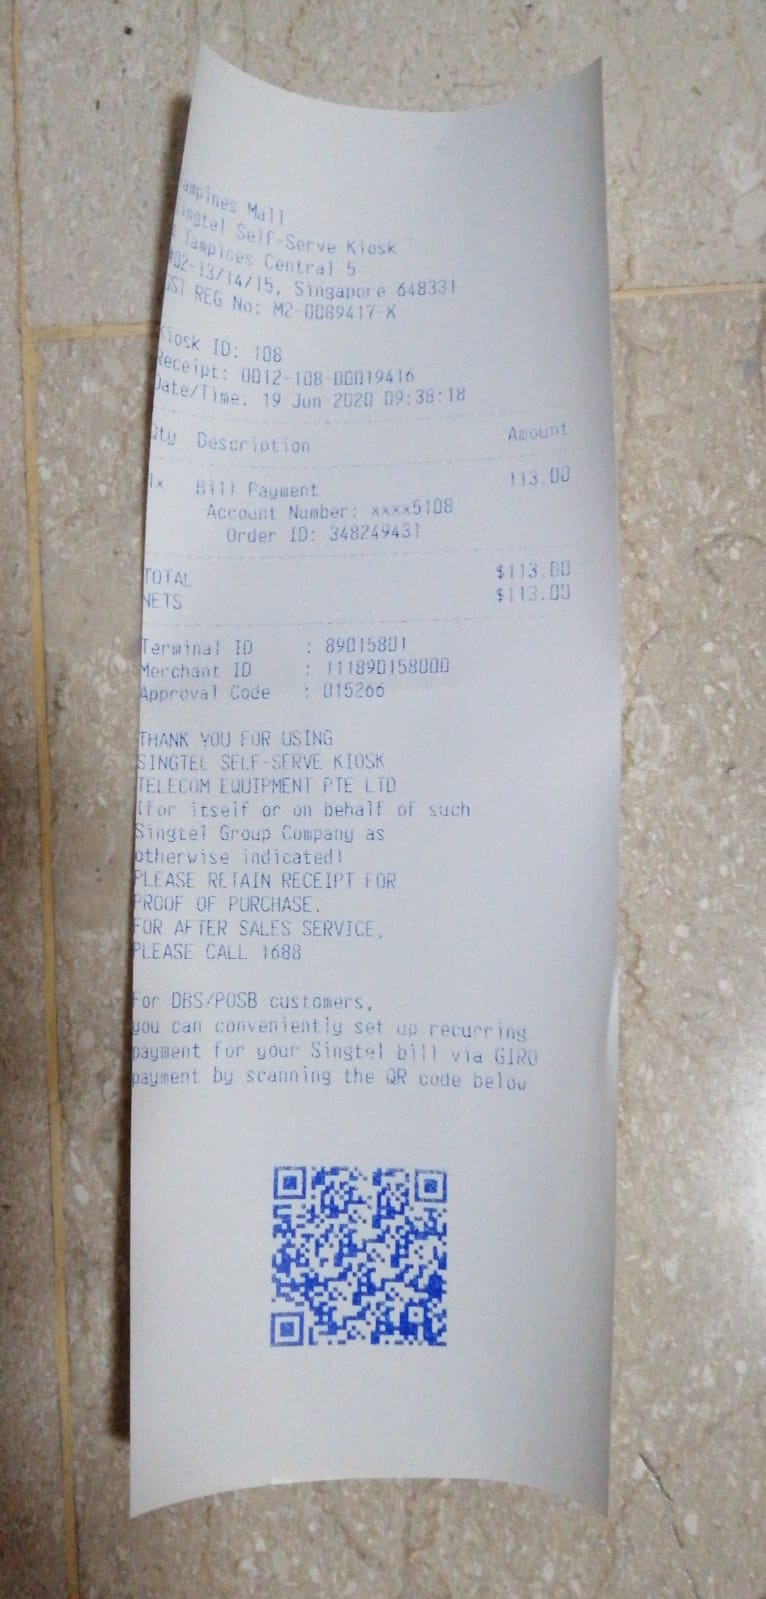 ampines Mall
ingtel Self-Serve Kiosk
Tampines Central 5
#02-13/14/15, Singapore 648331
GST REG No: M2-0089417-X
Kiosk ID: 108
Receipt: 0012-108-00019416
Date/Time: 19 Jun 2020 09:38:18
Qty Description Amount
1x Bill Payment 113.00
Account Number: xxxx5108
Order ID: 348249431
TOTAL $113.00
NETS $113.00
Terminal ID : 89015801
Merchant ID : 111890158000
Approval Code : 015266
THANK YOU FOR USING
SINGTEL SELF-SERVE KIOSK
TELECOM EQUIPMENT PTE LTD
(for itself or on behalf of such
Singtel Group Company as
otherwise indicated)
PLEASE RETAIN RECEIPT FOR
PROOF OF PURCHASE.
FOR AFTER SALES SERVICE,
PLEASE CALL 1688
For DBS/POSB customers,
you can conveniently set up recurring
payment for your Singtel bill via GIRO
payment by scanning the QR code below